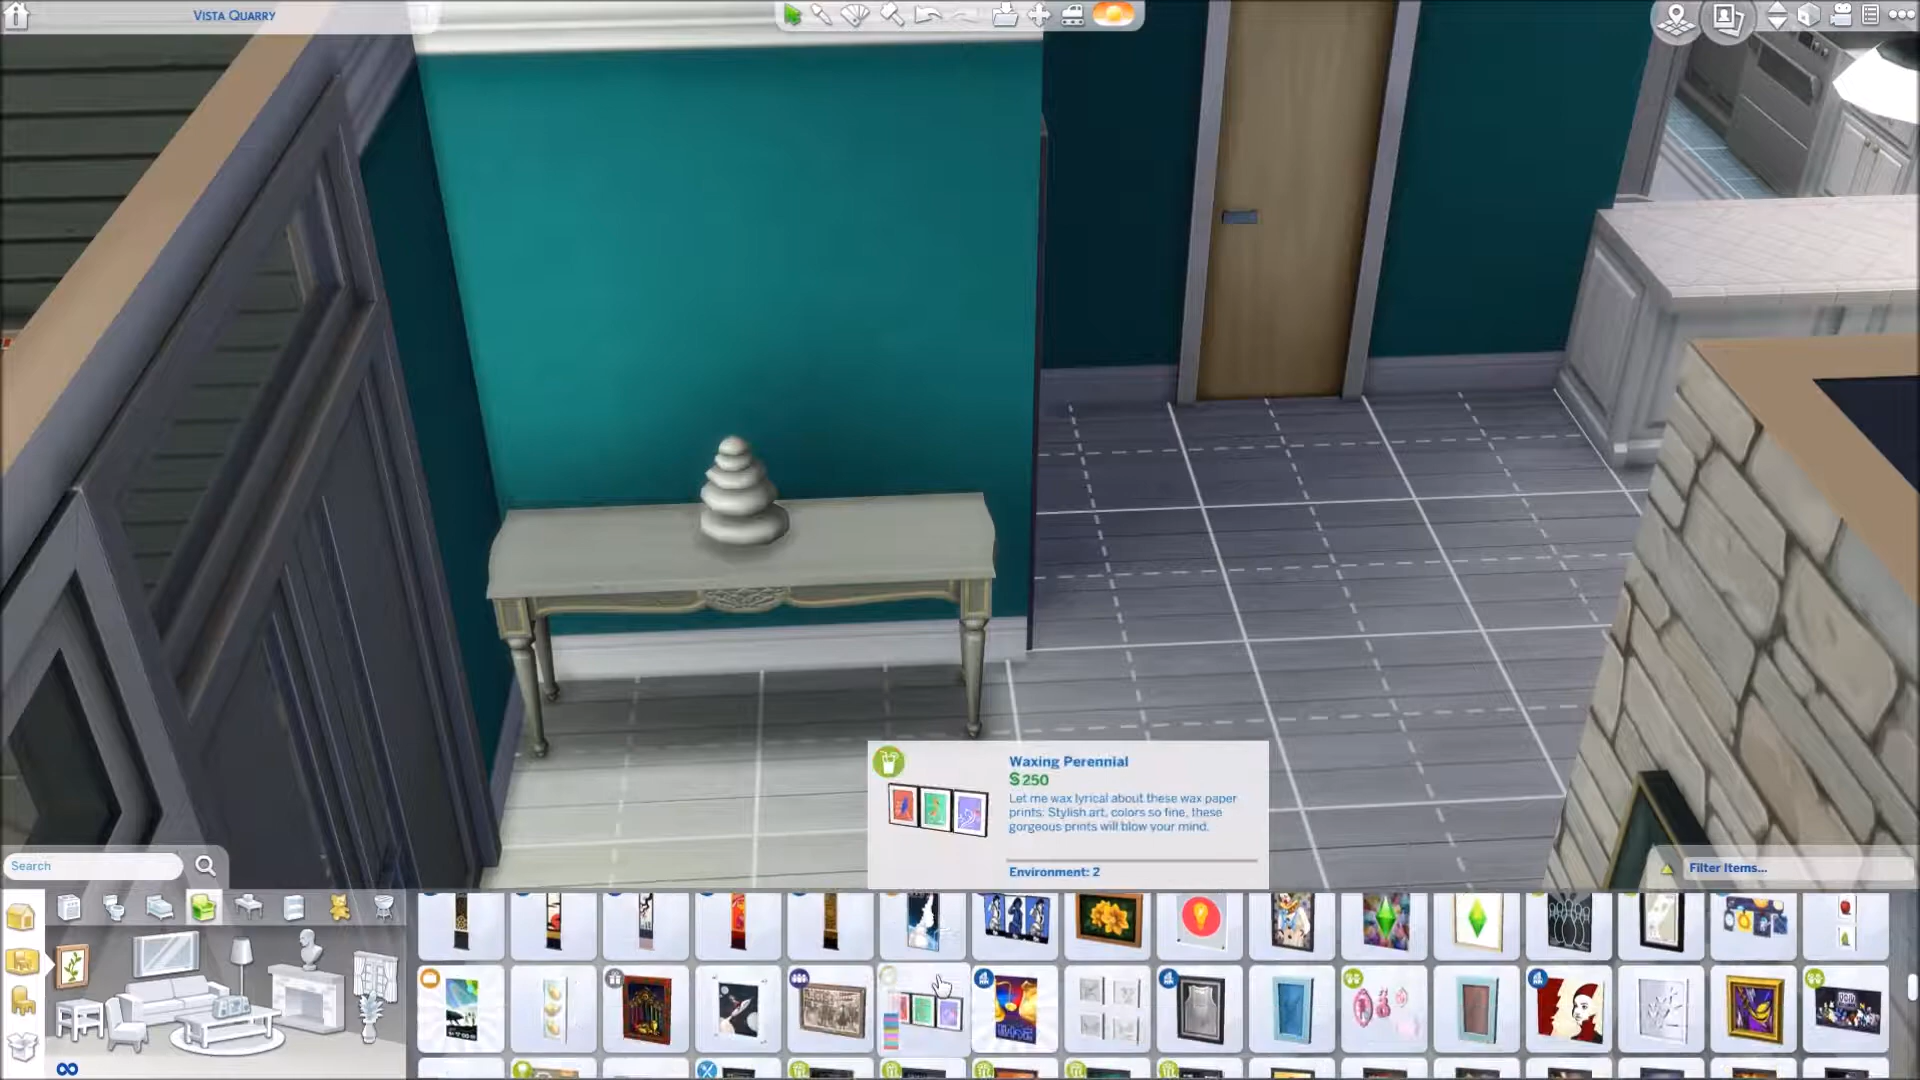 VISTA QUARRY
Waxing Perennial
§250
Let me wax lyrical about these wax paper
prints. Stylish art, colors so fine, these
gorgeous prints will blow your mind.
Environment: 2
Search
Filter Items...